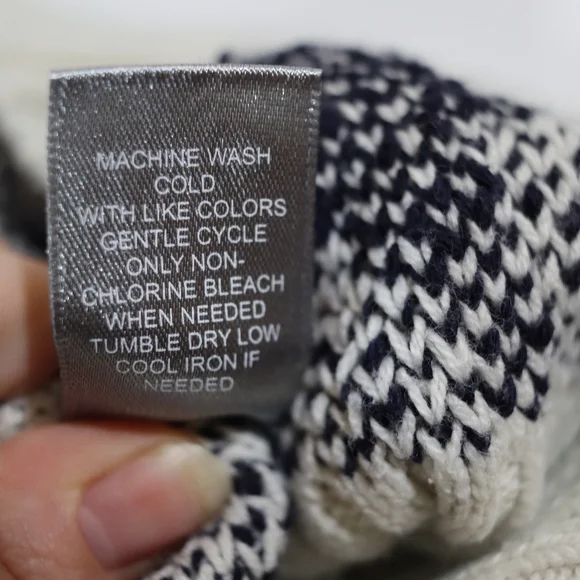 MACHINE WASH
COLD
WITH LIKE COLORS
GENTLE CYCLE
ONLY NON-
CHLORINE BLEACH
WHEN NEEDED
TUMBLE DRY LOW
COOL IRON IF
NEEDED